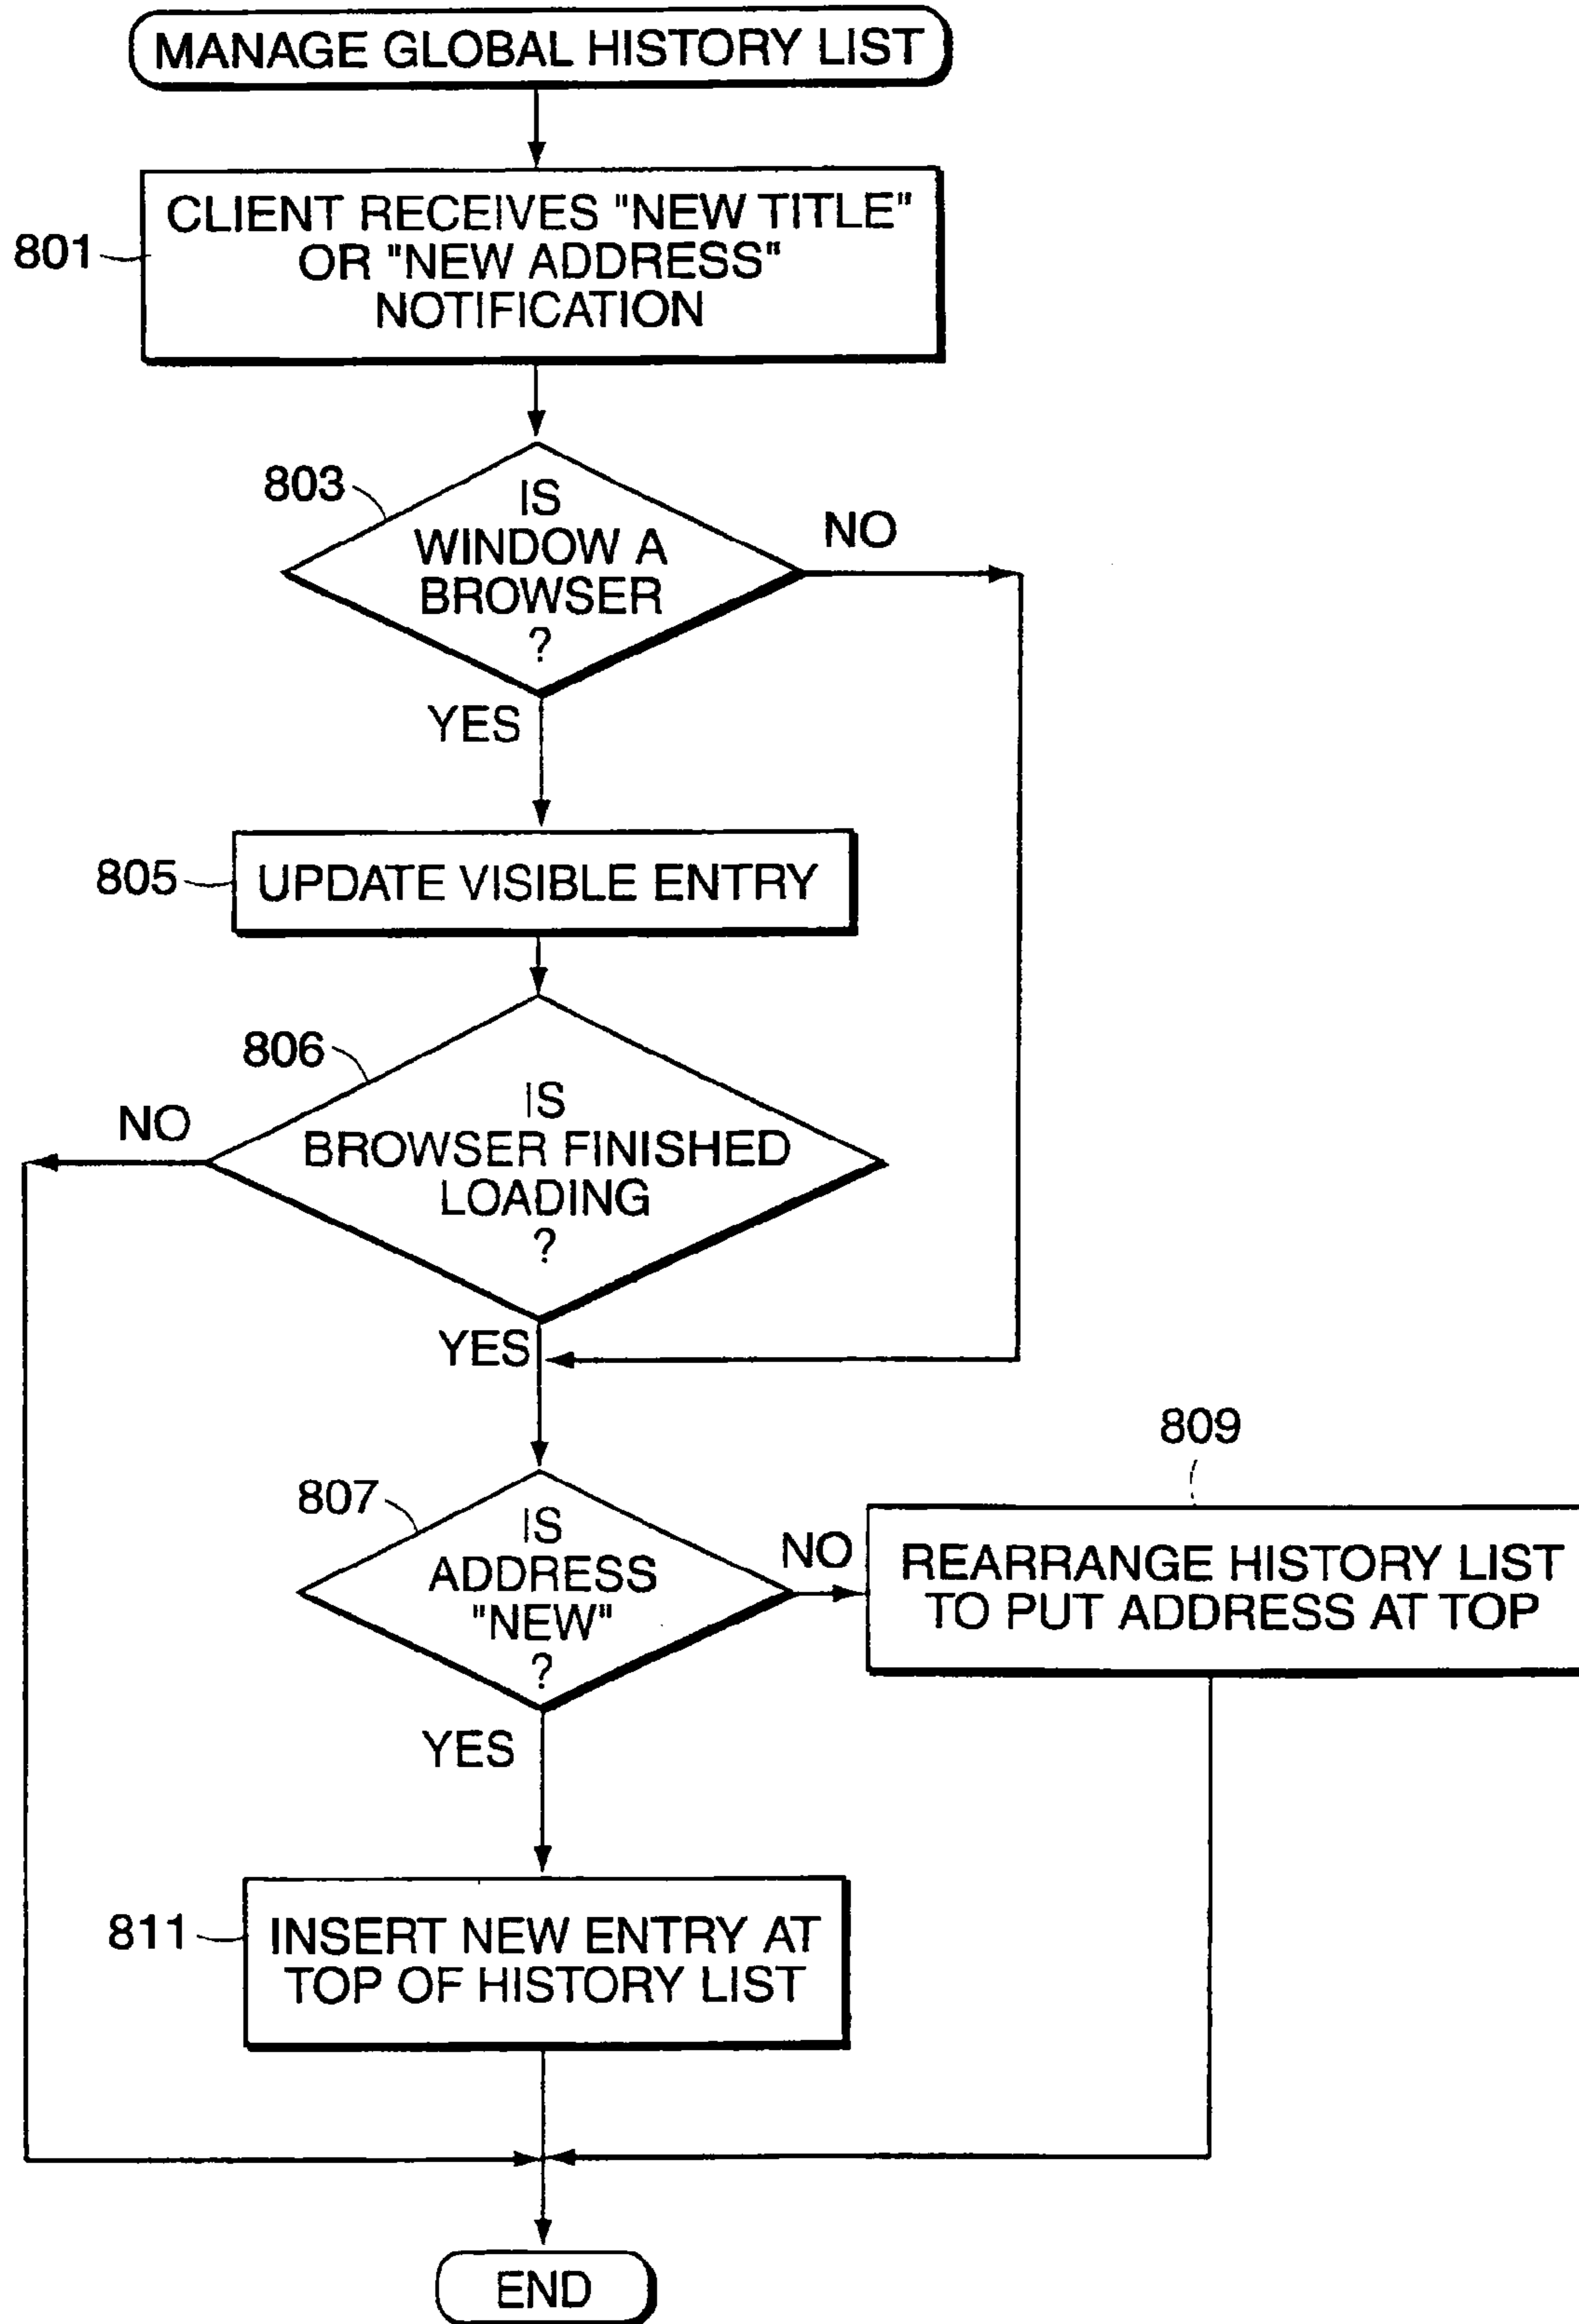 MANAGE GLOBAL HISTORY LIST
801
CLIENT RECEIVES "NEW TITLE"
OR "NEW ADDRESS"
NOTIFICATION
803
IS
WINDOW A
BROWSER
?
NO
YES
805
UPDATE VISIBLE ENTRY
806
IS
BROWSER FINISHED
LOADING
?
NO
YES
807
IS
ADDRESS
"NEW"
?
NO
809
REARRANGE HISTORY LIST
TO PUT ADDRESS AT TOP
YES
811
INSERT NEW ENTRY AT
TOP OF HISTORY LIST
END